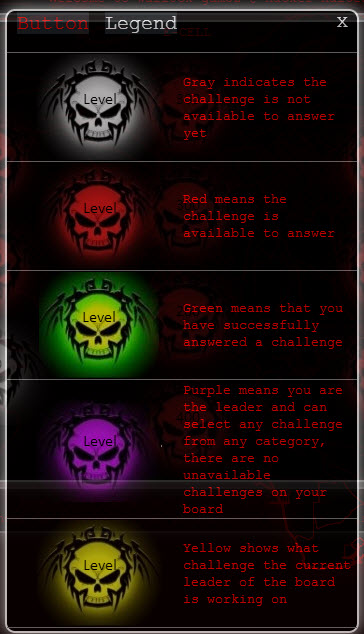 Button Legend X
Level
Gray indicates the
challenge is not
available to answer
yet
Level
Red means the
challenge is
available to answer
Level
Green means that you
have successfully
answered a challenge
Level
Purple means you are
the leader and can
select any challenge
from any category,
there are no
unavailable
challenges on your
board
Level
Yellow shows what
challenge the current
leader of the board
is working on